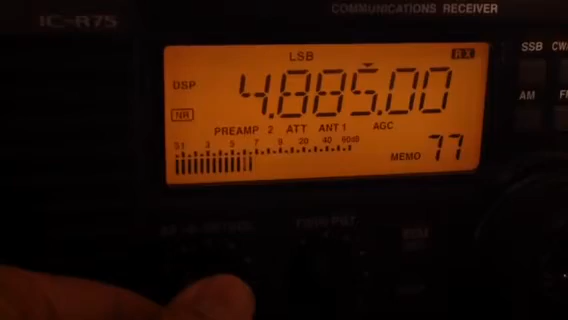 IC-R75
COMMUNICATIONS RECEIVER
LSB
RX
DSP
4.885.00
NR
PREAMP 2 ATT ANT 1 AGC
S1 3 5 7 9 20 40 60dB
MEMO 77
SSB
AM